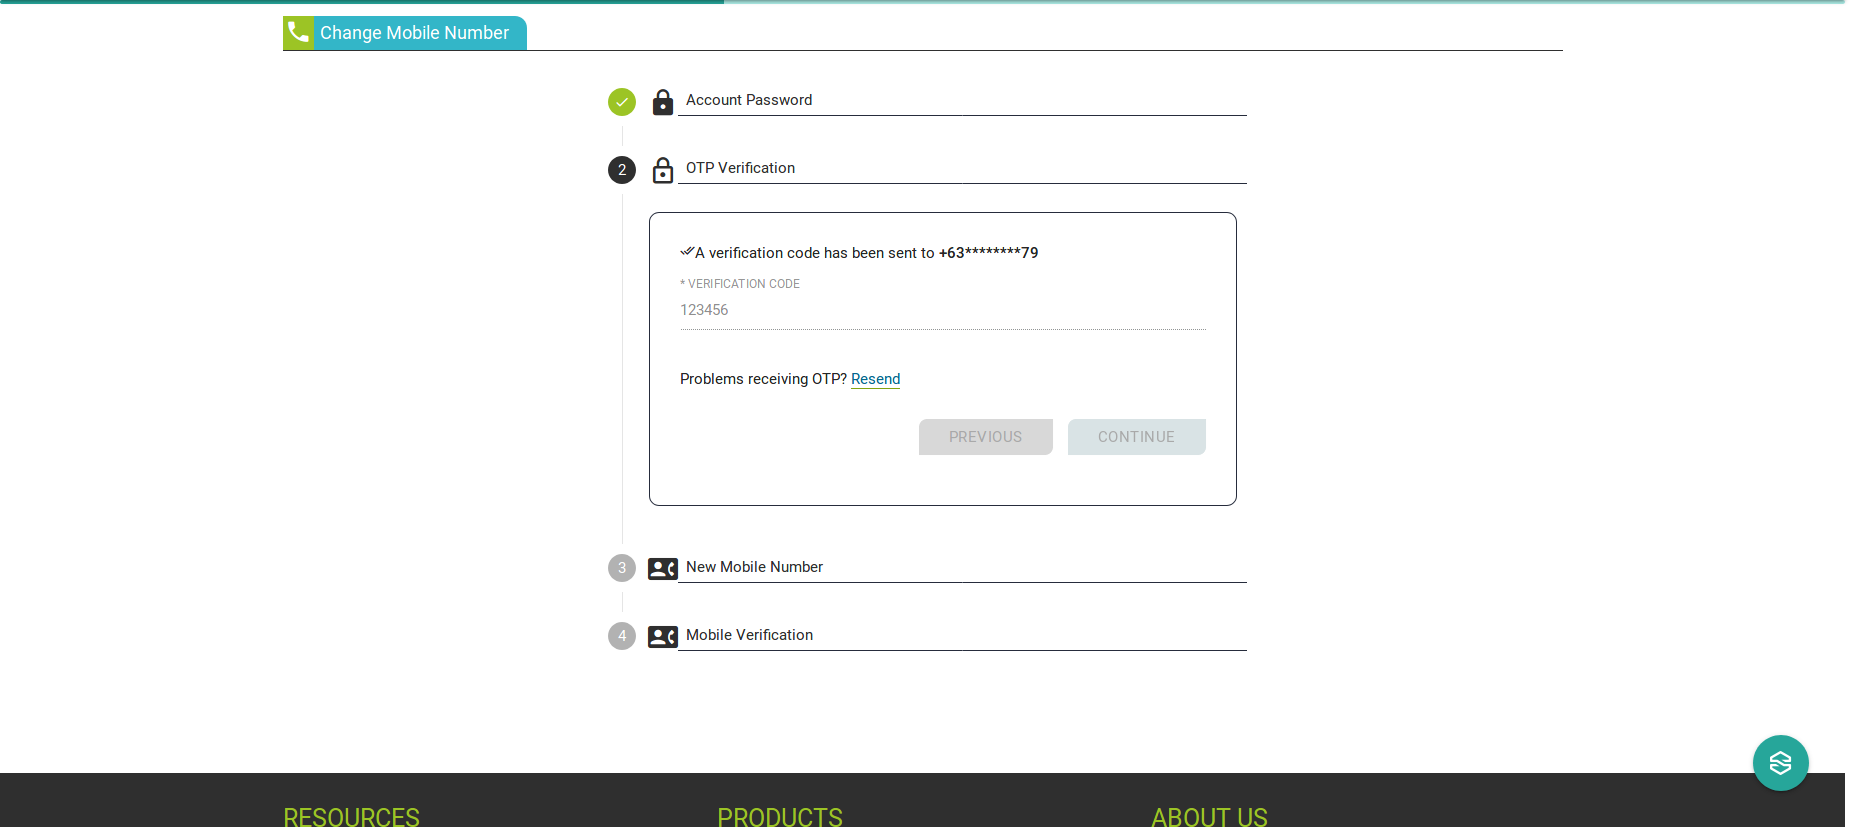 Change Mobile Number
Account Password
2 OTP Verification
A verification code has been sent to +63********79
* VERIFICATION CODE
123456
Problems receiving OTP? Resend
PREVIOUS CONTINUE
3 New Mobile Number
4 Mobile Verification
RESOURCES PRODUCTS ABOUT US